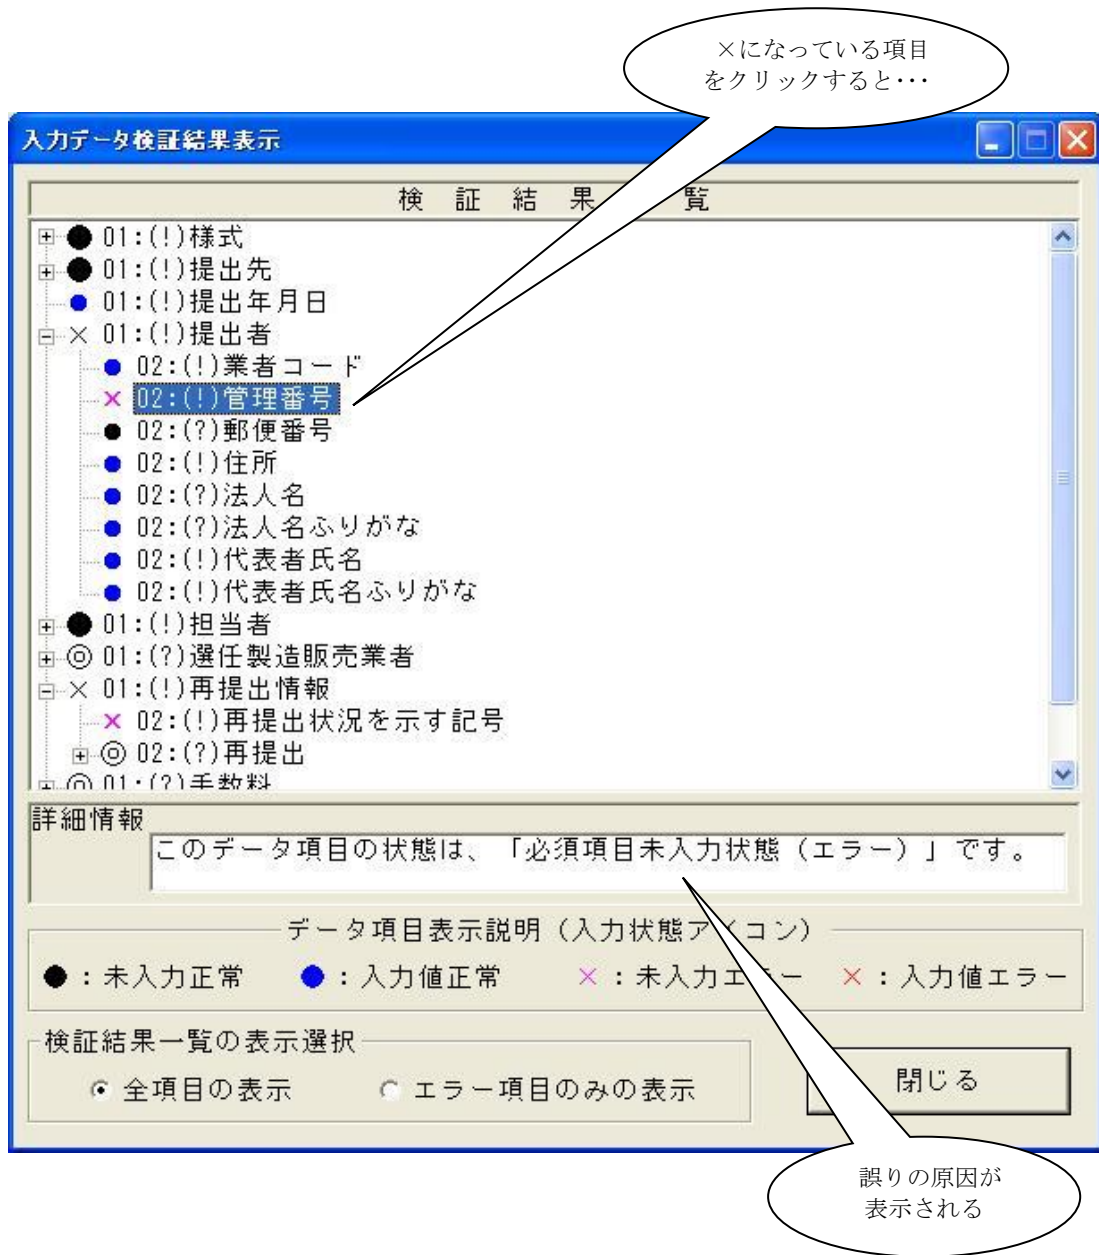 ×になっている項目
をクリックすると･･･
入力データ検証結果表示
検 証 結 果 覧
01:(!)様式
01:(!)提出先
01:(!)提出年月日
01:(!)提出者
02:(!)業者コード
02:(!)管理番号
02:(?)郵便番号
02:(!)住所
02:(?)法人名
02:(?)法人名ふりがな
02:(!)代表者氏名
02:(!)代表者氏名ふりがな
01:(!)担当者
01:(?)選任製造販売業者
01:(!)再提出情報
02:(!)再提出状況を示す記号
02:(?)再提出
01:(?)手数料
詳細情報
このデータ項目の状態は、「必須項目未入力状態（エラー）」です。
データ項目表示説明（入力状態アイコン）
●：未入力正常 ●：入力値正常 ×：未入力エラー ×：入力値エラー
検証結果一覧の表示選択
全項目の表示 エラー項目のみの表示
閉じる
誤りの原因が
表示される